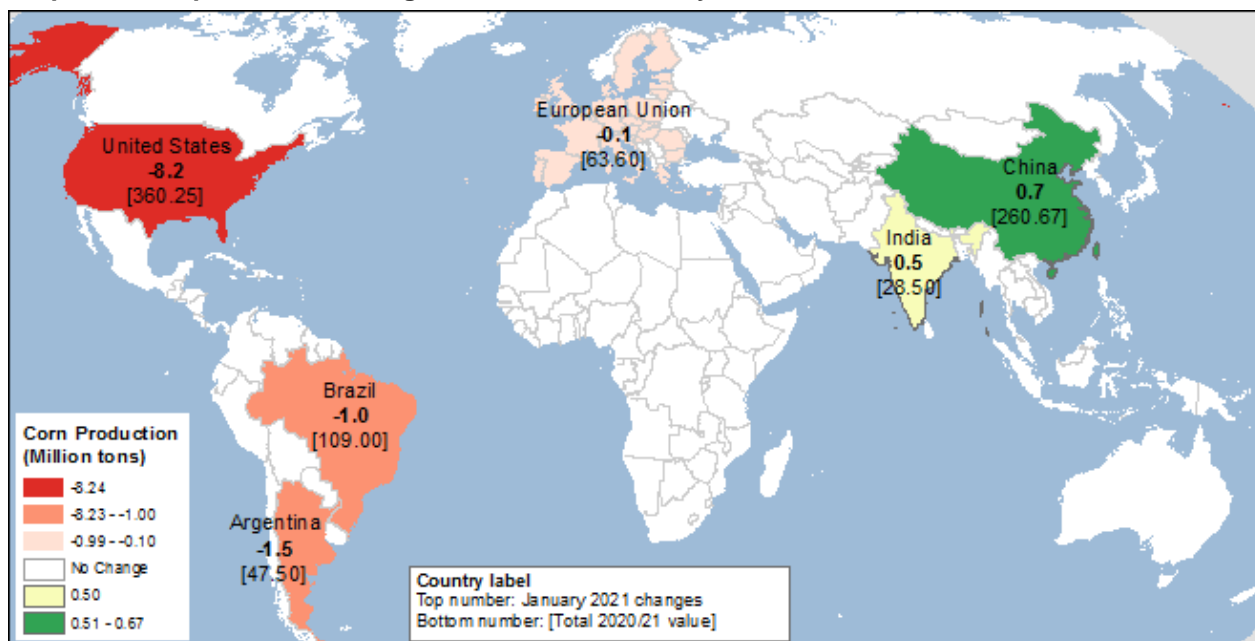 European Union
-0.1
[63.60]
United States
-8.2
[360.25]
China
0.7
[260.67]
India
0.5
[28.50]
Brazil
-1.0
[109.00]
Argentina
-1.5
[47.50]
Corn Production
(Million tons)
-8.24
-8.23 - -1.00
-0.99 - -0.10
No Change
0.50
0.51 - 0.67
Country label
Top number: January 2021 changes
Bottom number: [Total 2020/21 value]